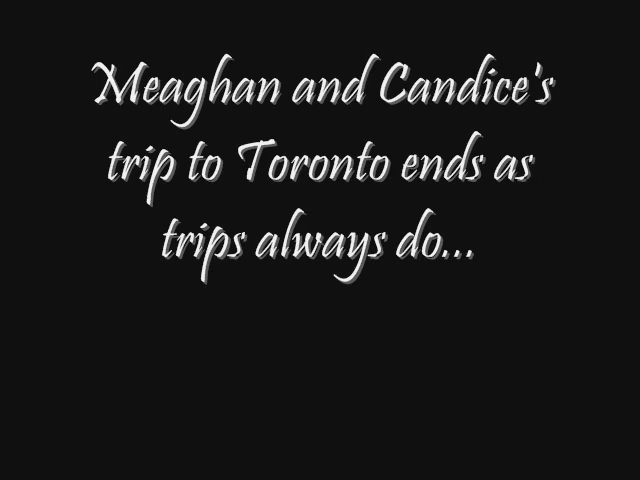 Meaghan and Candice's
trip to Toronto ends as
trips always do...